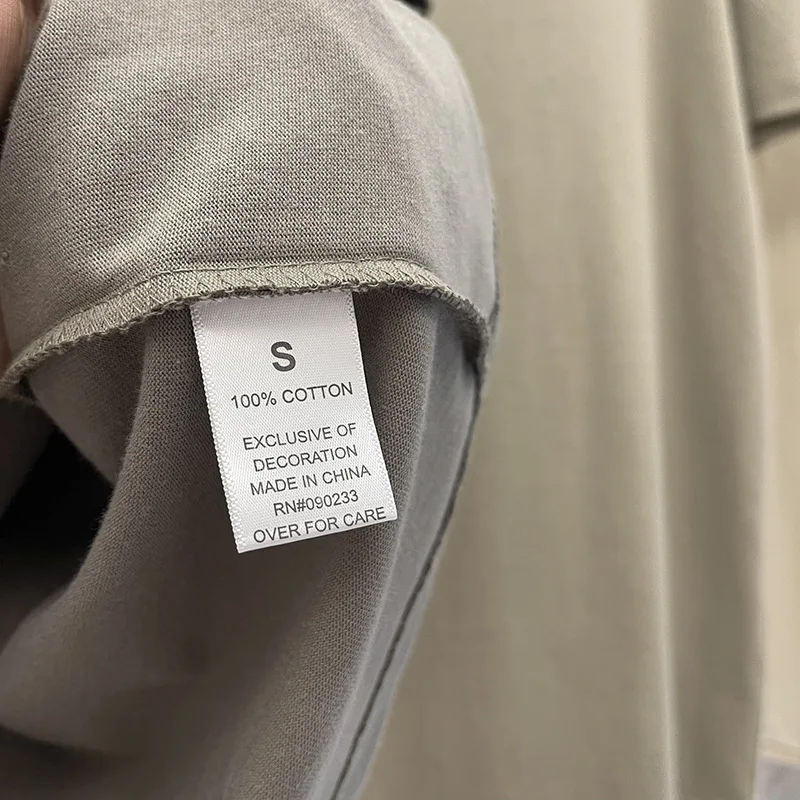 S
100% COTTON
EXCLUSIVE OF
DECORATION
MADE IN CHINA
RN#090233
OVER FOR CARE